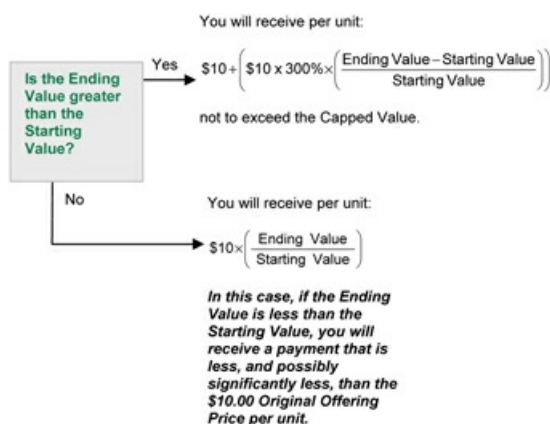 You will receive per unit:
Is the Ending
Value greater
than the
Starting
Value?
Yes
$10+($10 x 300%×(Ending Value−Starting Value
Starting Value))
not to exceed the Capped Value.
No
You will receive per unit:
$10×(Ending Value
Starting Value)
In this case, if the Ending
Value is less than the
Starting Value, you will
receive a payment that is
less, and possibly
significantly less, than the
$10.00 Original Offering
Price per unit.